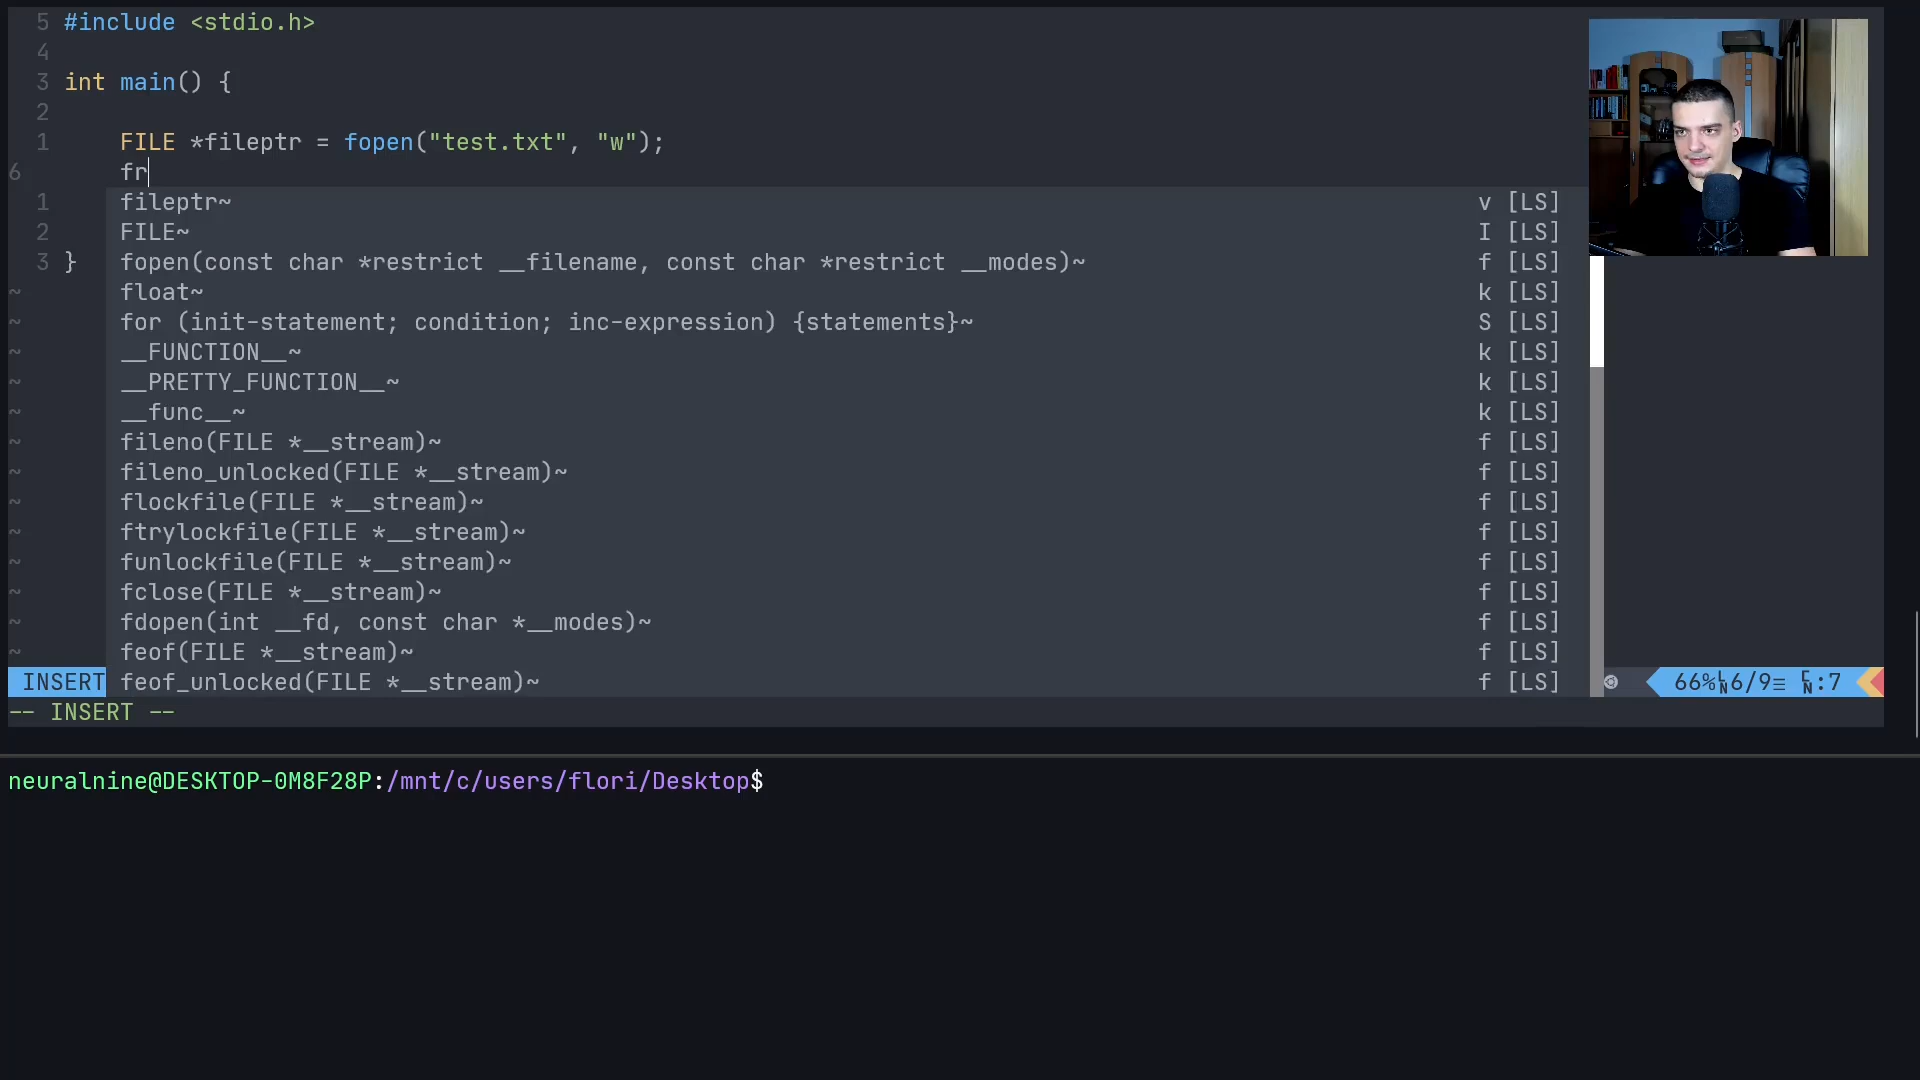 5 #include <stdio.h>
4
3 int main() {
2
1 FILE *fileptr = fopen("test.txt", "w");
6 fr
1 fileptr~ v [LS]
2 FILE~ I [LS]
3 } fopen(const char *restrict __filename, const char *restrict __modes)~ f [LS]
~ float~ k [LS]
~ for (init-statement; condition; inc-expression) {statements}~ S [LS]
~ __FUNCTION__~ k [LS]
~ __PRETTY_FUNCTION__~ k [LS]
~ __func__~ k [LS]
~ fileno(FILE *__stream)~ f [LS]
~ fileno_unlocked(FILE *__stream)~ f [LS]
~ flockfile(FILE *__stream)~ f [LS]
~ ftrylockfile(FILE *__stream)~ f [LS]
~ funlockfile(FILE *__stream)~ f [LS]
~ fclose(FILE *__stream)~ f [LS]
~ fdopen(int __fd, const char *__modes)~ f [LS]
~ feof(FILE *__stream)~ f [LS]
INSERT feof_unlocked(FILE *__stream)~ f [LS] 66% LN 6/9☰ CN:7
-- INSERT --
neuralnine@DESKTOP-0M8F28P:/mnt/c/users/flori/Desktop$